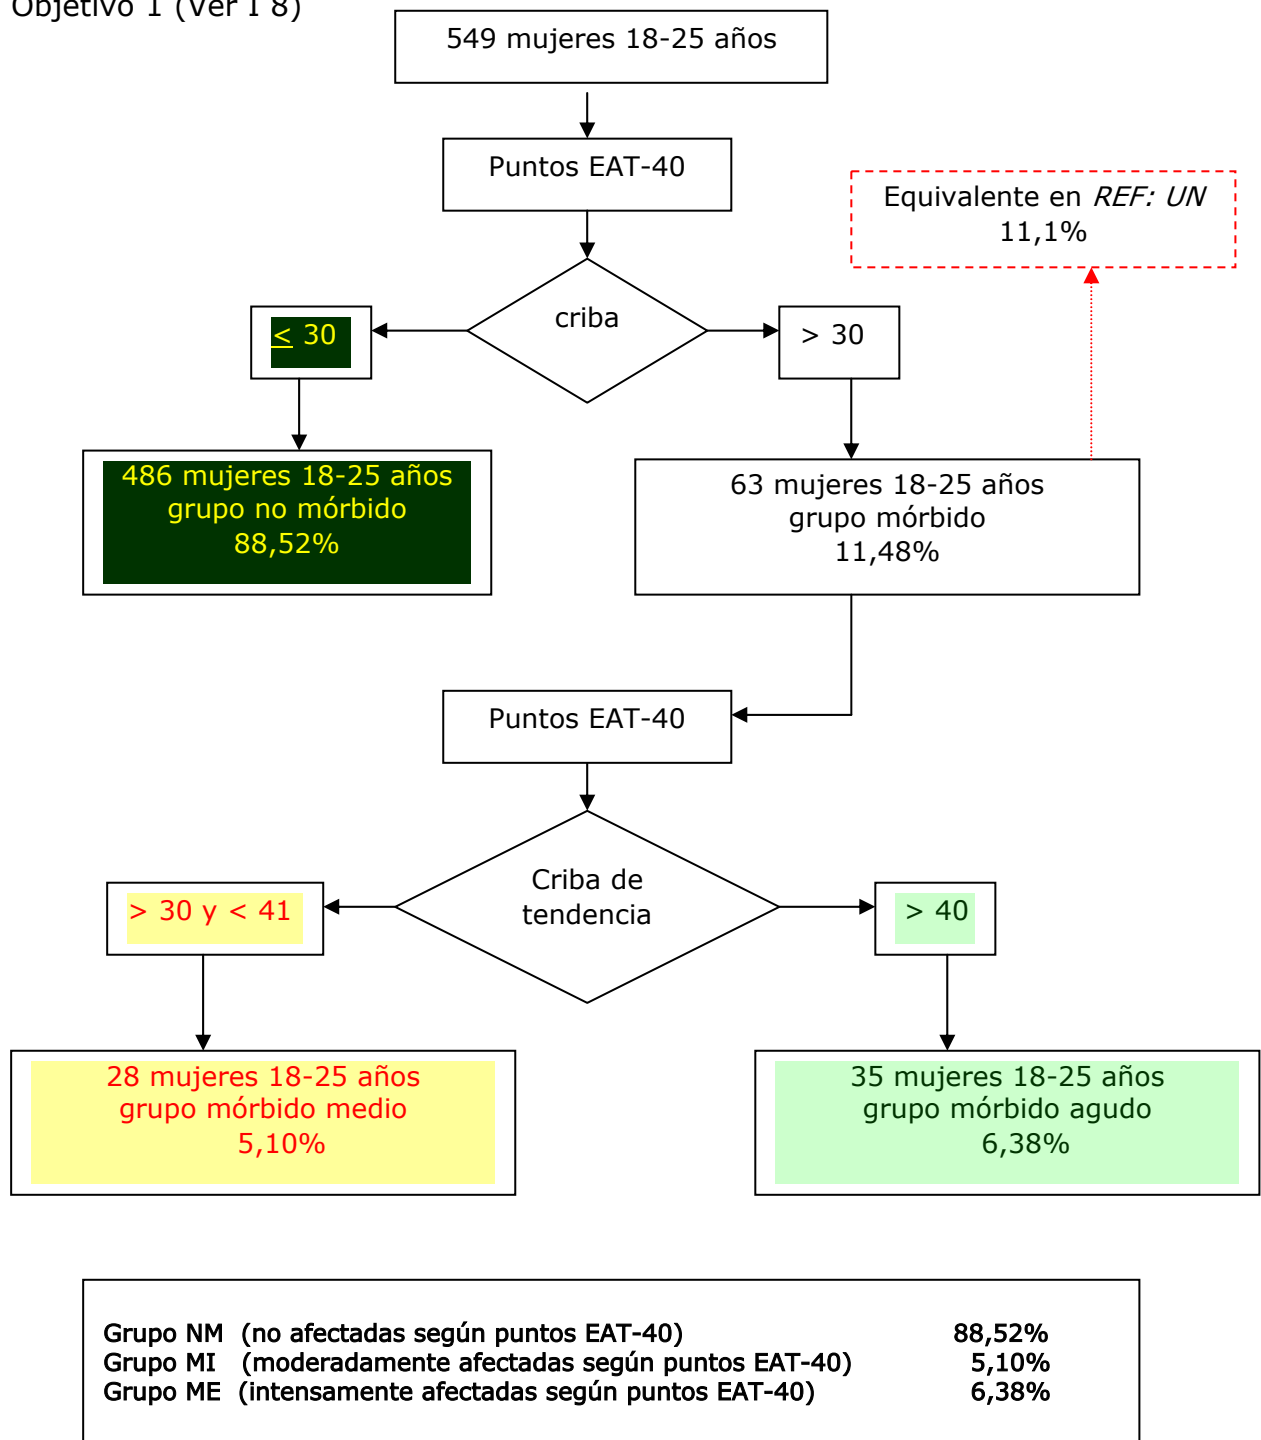 Objetivo 1 (Ver I 8)
549 mujeres 18-25 años
Puntos EAT-40
Equivalente en REF: UN
11,1%
criba
≤ 30
> 30
486 mujeres 18-25 años
grupo no mórbido
88,52%
63 mujeres 18-25 años
grupo mórbido
11,48%
Puntos EAT-40
Criba de
tendencia
> 30 y < 41
> 40
28 mujeres 18-25 años
grupo mórbido medio
5,10%
35 mujeres 18-25 años
grupo mórbido agudo
6,38%
Grupo NM (no afectadas según puntos EAT-40) 88,52%
Grupo MI (moderadamente afectadas según puntos EAT-40) 5,10%
Grupo ME (intensamente afectadas según puntos EAT-40) 6,38%